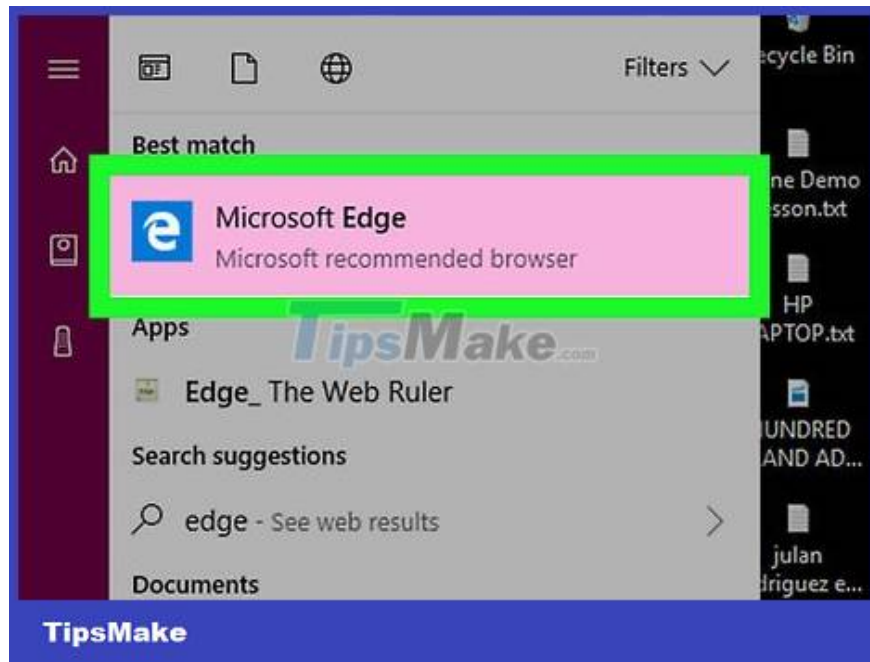 Filters
ecycle Bin
Best match
Microsoft Edge
Microsoft recommended browser
ne Demo
sson.txt
HP
APTOP.txt
Apps
TipsMake.com
Edge_ The Web Ruler
UNDRED
AND AD...
Search suggestions
edge - See web results
julan
driguez e...
Documents
TipsMake